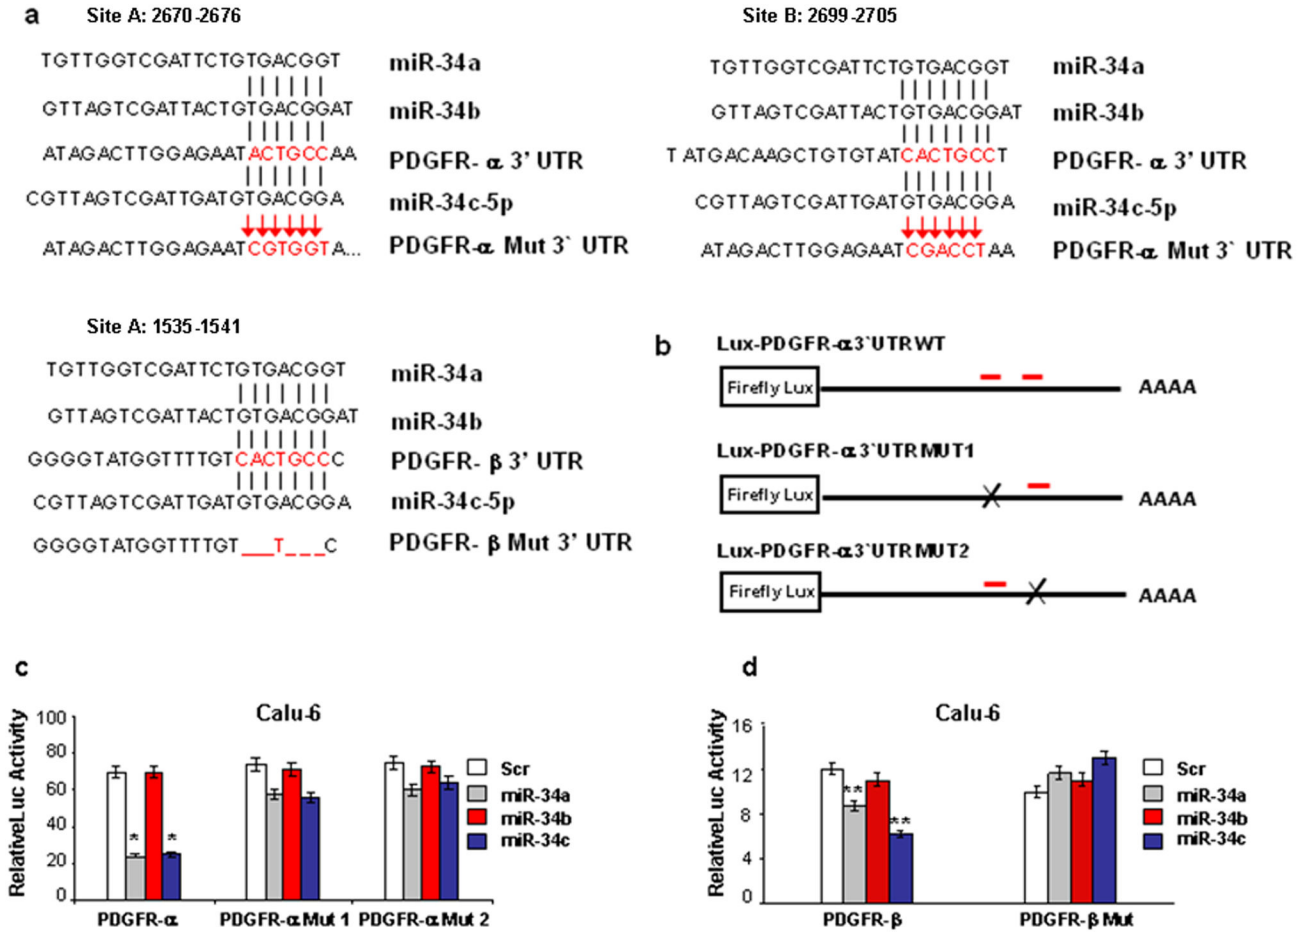 a
Site A: 2670-2676
TGTTGGTCGATTCTGTGACGGT miR-34a
GTTAGTCGATTACTGTGACGGAT miR-34b
ATAGACTTGGAGAATACTGCCAA PDGFR- α 3’ UTR
CGTTAGTCGATTGATGTGACGGA miR-34c-5p
ATAGACTTGGAGAATCGTGGTA... PDGFR-α Mut 3` UTR
Site B: 2699-2705
TGTTGGTCGATTCTGTGACGGT miR-34a
GTTAGTCGATTACTGTGACGGAT miR-34b
TATGACAAGCTGTGTATCACTGCCT PDGFR- α 3’ UTR
CGTTAGTCGATTGATGTGACGGA miR-34c-5p
ATAGACTTGGAGAATCGACCTAA PDGFR-α Mut 3` UTR
Site A: 1535-1541
TGTTGGTCGATTCTGTGACGGT miR-34a
GTTAGTCGATTACTGTGACGGAT miR-34b
GGGGTATGGTTTTGTCACTGCCC PDGFR- β 3’ UTR
CGTTAGTCGATTGATGTGACGGA miR-34c-5p
GGGGTATGGTTTTGT___T___C PDGFR- β Mut 3’ UTR
b
Lux-PDGFR-α3`UTRWT
Firefly Lux AAAA
Lux-PDGFR-α3`UTRMUT1
Firefly Lux AAAA
Lux-PDGFR-α3`UTRMUT2
Firefly Lux AAAA
c
Calu-6
RelativeLuc Activity
100
80
60
40
20
0
* *
PDGFR-α PDGFR-αMut 1 PDGFR-αMut 2
Scr
miR-34a
miR-34b
miR-34c
d
Calu-6
RelativeLuc Activity
16
12
8
4
0
** **
PDGFR-β PDGFR-βMut
Scr
miR-34a
miR-34b
miR-34c